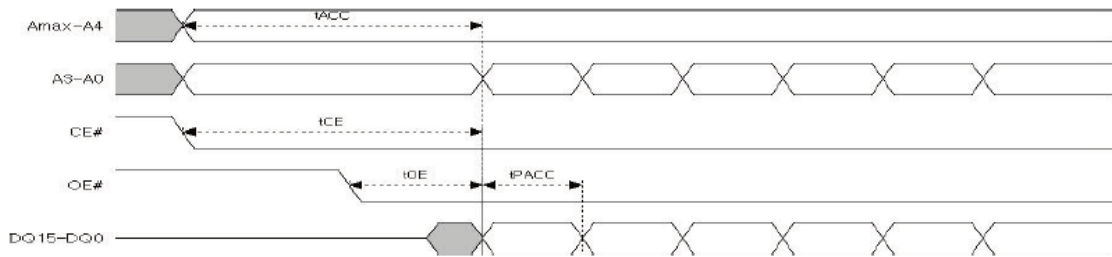 Amax-A4
tACC
A3-A0
CE#
tCE
OE#
tOE
tPACC
DQ15-DQ0